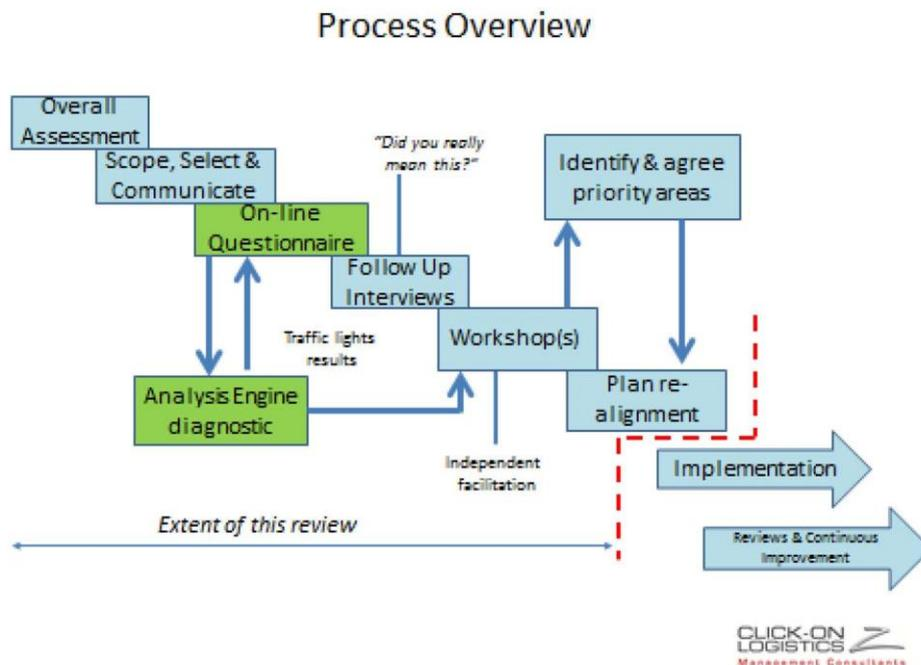 Process Overview
Overall
Assessment
Scope, Select &
Communicate
On-line
Questionnaire
"Did you really
mean this?"
Follow Up
Interviews
Identify & agree
priority areas
Traffic lights
results
Workshop(s)
Analysis Engine
diagnostic
Plan re-
alignment
Independent
facilitation
Implementation
Extent of this review
Reviews & Continuous
Improvement
CLICK-ON
LOGISTICS
Management Consultants